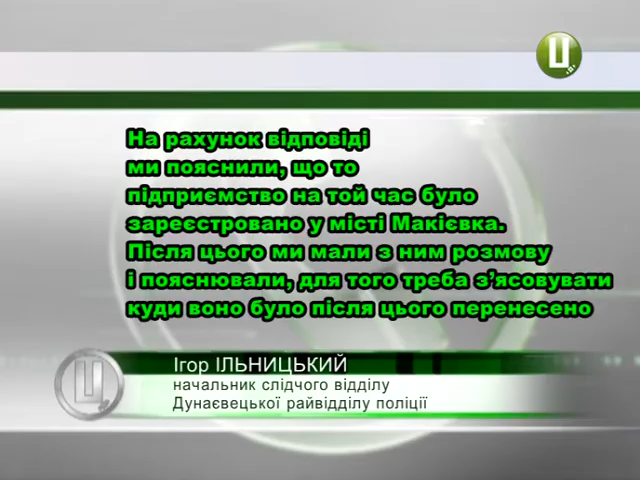 Ц
На рахунок відповіді
ми пояснили, що то
підприємство на той час було
зареєстровано у місті Макієвка.
Після цього ми мали з ним розмову
і пояснювали, для того треба з’ясовувати
куди воно було після цього перенесено
Ц
Ігор ІЛЬНИЦЬКИЙ
начальник слідчого відділу
Дунаєвецької райвідділу поліції